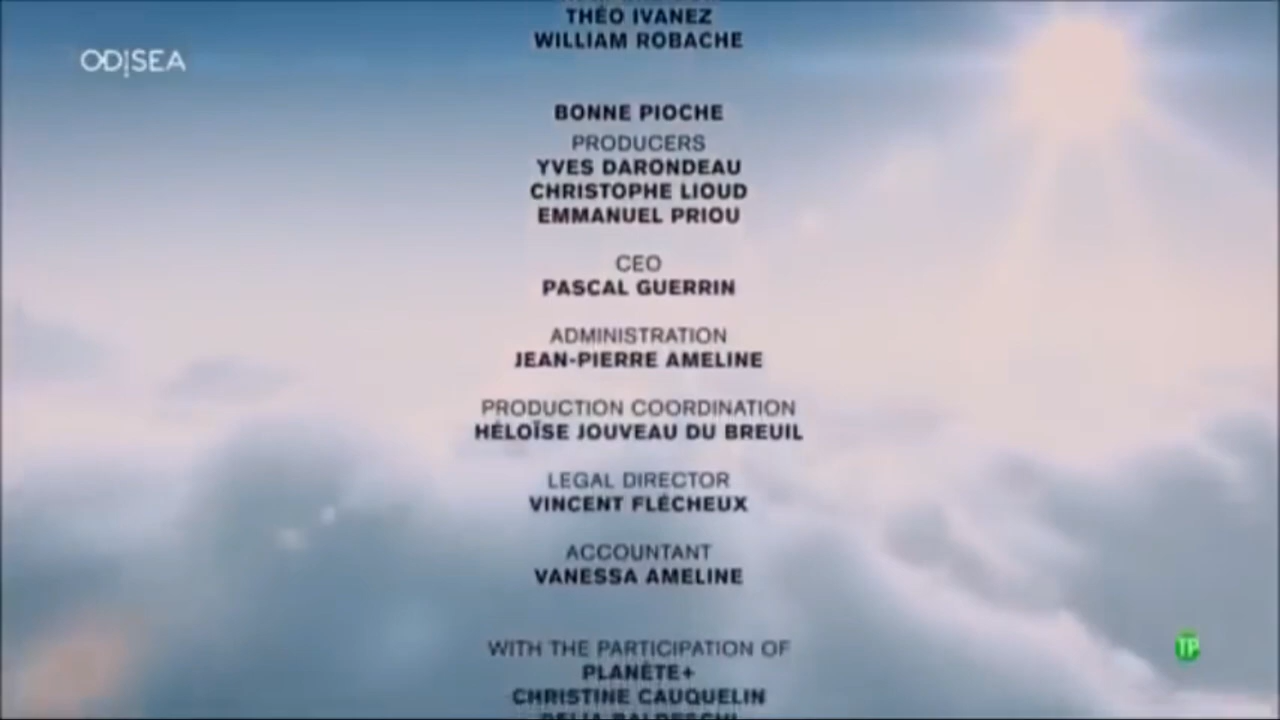 THÉO IVANEZ
WILLIAM ROBACHE
OD!SEA
BONNE PIOCHE
PRODUCERS
YVES DARONDEAU
CHRISTOPHE LIOUD
EMMANUEL PRIOU
CEO
PASCAL GUERRIN
ADMINISTRATION
JEAN-PIERRE AMELINE
PRODUCTION COORDINATION
HÉLOÏSE JOUVEAU DU BREUIL
LEGAL DIRECTOR
VINCENT FLÉCHEUX
ACCOUNTANT
VANESSA AMELINE
WITH THE PARTICIPATION OF
TP
PLANÈTE+
CHRISTINE CAUQUELIN